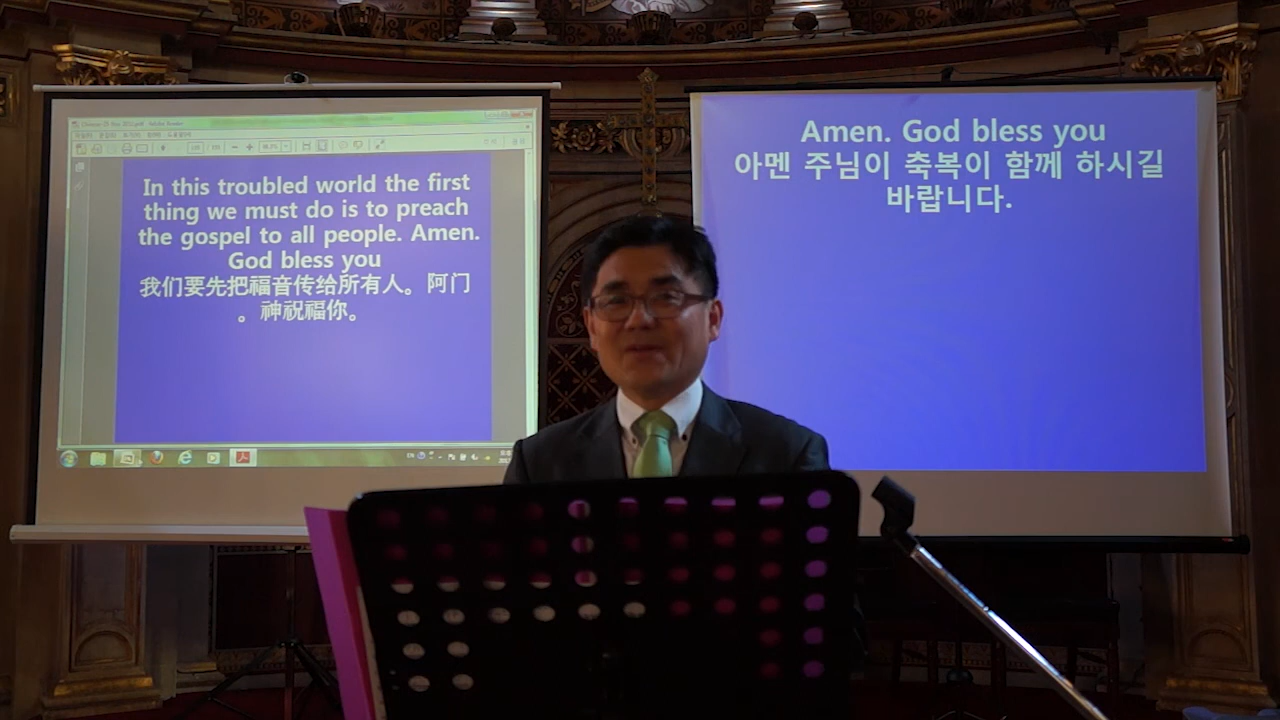 In this troubled world the first
thing we must do is to preach
the gospel to all people. Amen.
God bless you
我们要先把福音传给所有人。阿门
。神祝福你。
Amen. God bless you
아멘 주님이 축복이 함께 하시길
바랍니다.